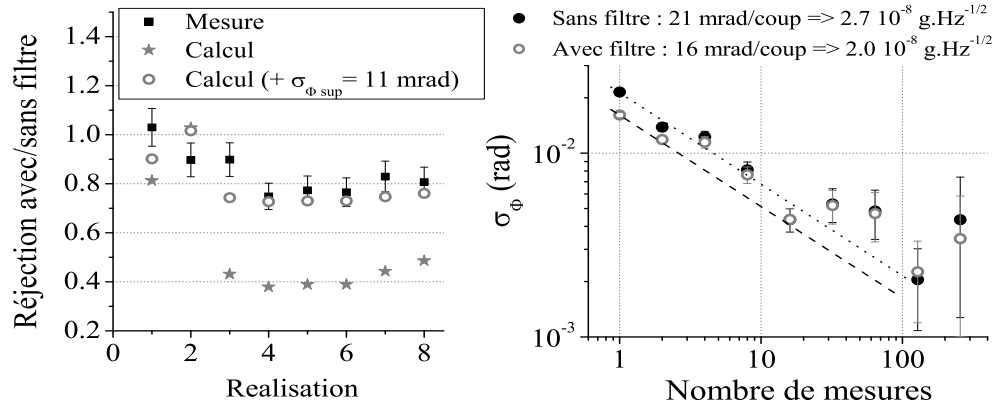 Mesure
Calcul
Calcul (+ σΦ sup = 11 mrad)
Réjection avec/sans filtre
1.4
1.2
1.0
0.8
0.6
0.4
0.2
0 2 4 6 8
Realisation
Sans filtre : 21 mrad/coup => 2.7 10-8 g.Hz-1/2
Avec filtre : 16 mrad/coup => 2.0 10-8 g.Hz-1/2
σΦ (rad)
10-2
10-3
1 10 100
Nombre de mesures